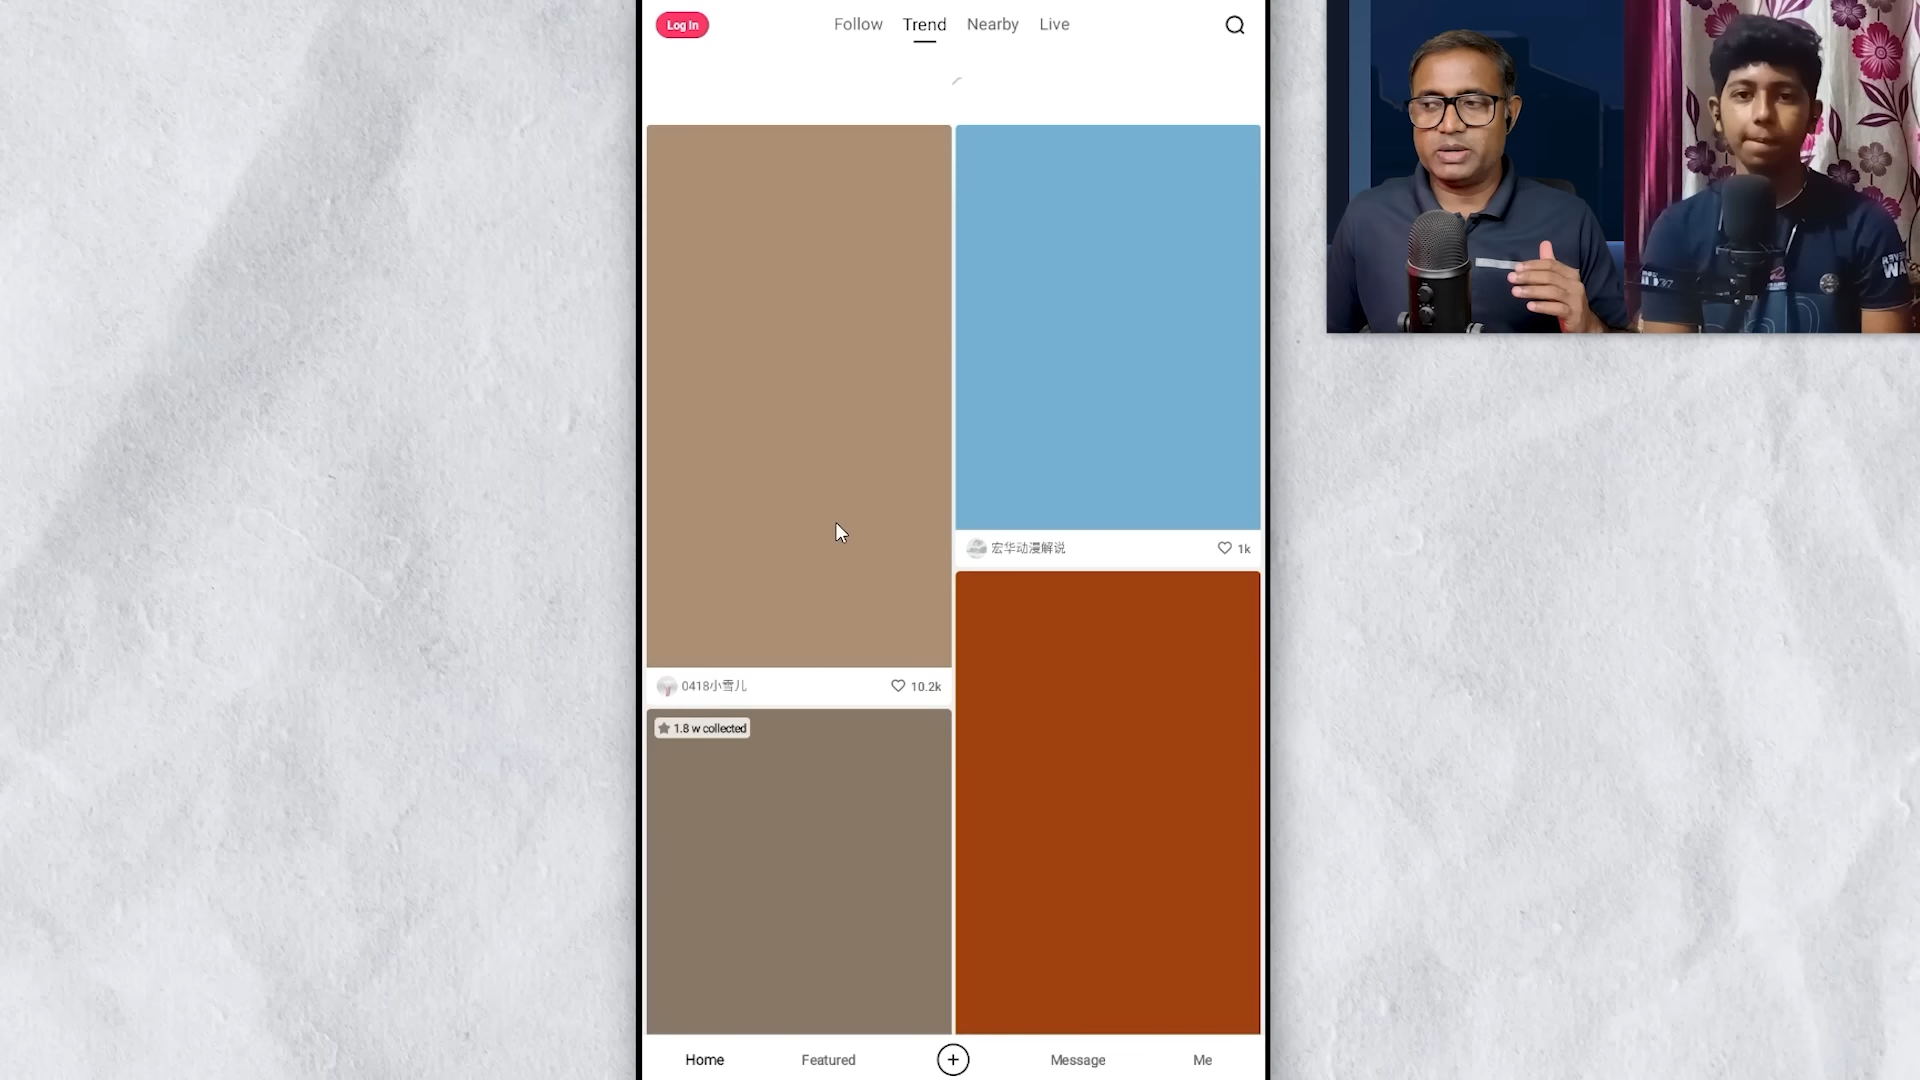 Log In
Follow Trend Nearby Live
宏华动漫解说 1k
0418小雪儿 10.2k
1.8 w collected
Home Featured + Message Me